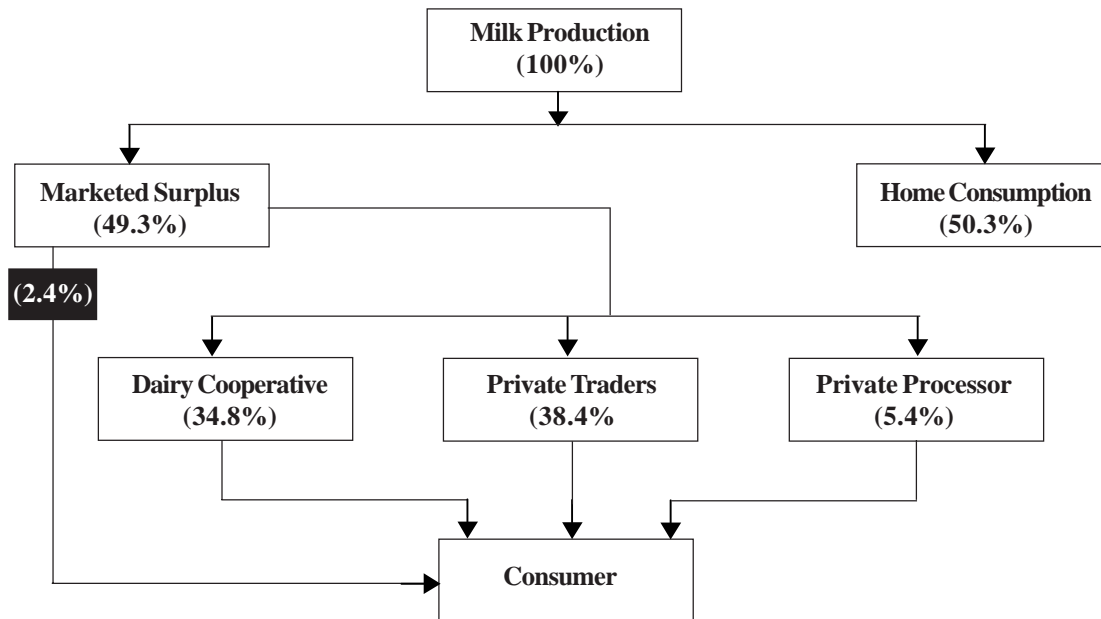 Milk Production
(100%)
Marketed Surplus
(49.3%)
Home Consumption
(50.3%)
(2.4%)
Dairy Cooperative
(34.8%)
Private Traders
(38.4%
Private Processor
(5.4%)
Consumer